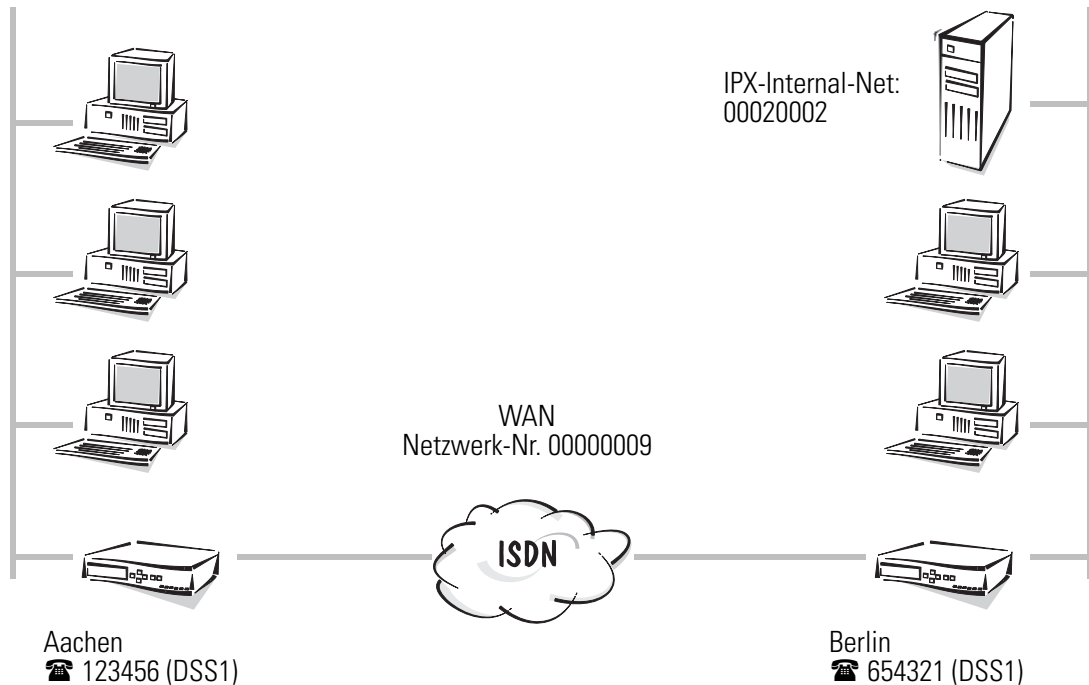 IPX-Internal-Net:
00020002
WAN
Netzwerk-Nr. 00000009
ISDN
Aachen
☎ 123456 (DSS1)
Berlin
☎ 654321 (DSS1)